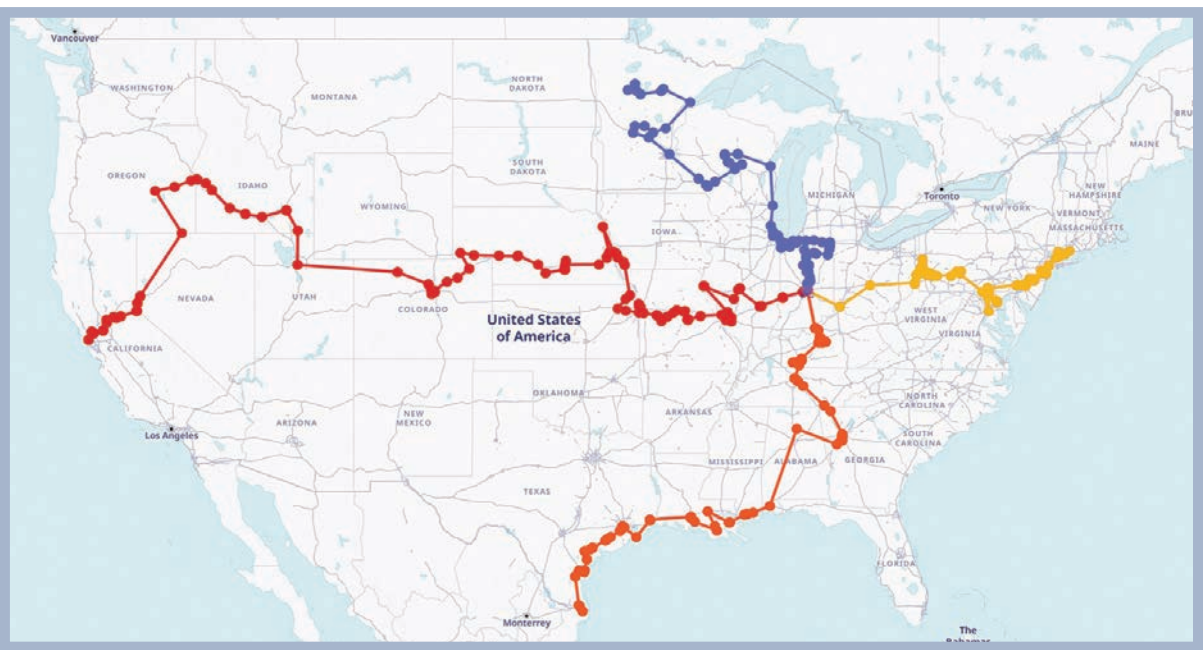 Vancouver
WASHINGTON
MONTANA
NORTH
DAKOTA
MAINE
OREGON
IDAHO
SOUTH
DAKOTA
WYOMING
MICHIGAN
Toronto
NEW
HAMPSHIRE
NEW YORK
VERMONT
MASSACHUSETTS
IOWA
NEVADA
UTAH
COLORADO
United States
of America
WEST
VIRGINIA
VIRGINIA
CALIFORNIA
OKLAHOMA
ARKANSAS
NORTH
CAROLINA
Los Angeles
ARIZONA
NEW
MEXICO
SOUTH
CAROLINA
MISSISSIPPI
ALABAMA
GEORGIA
TEXAS
FLORIDA
Monterrey
The
Bahamas